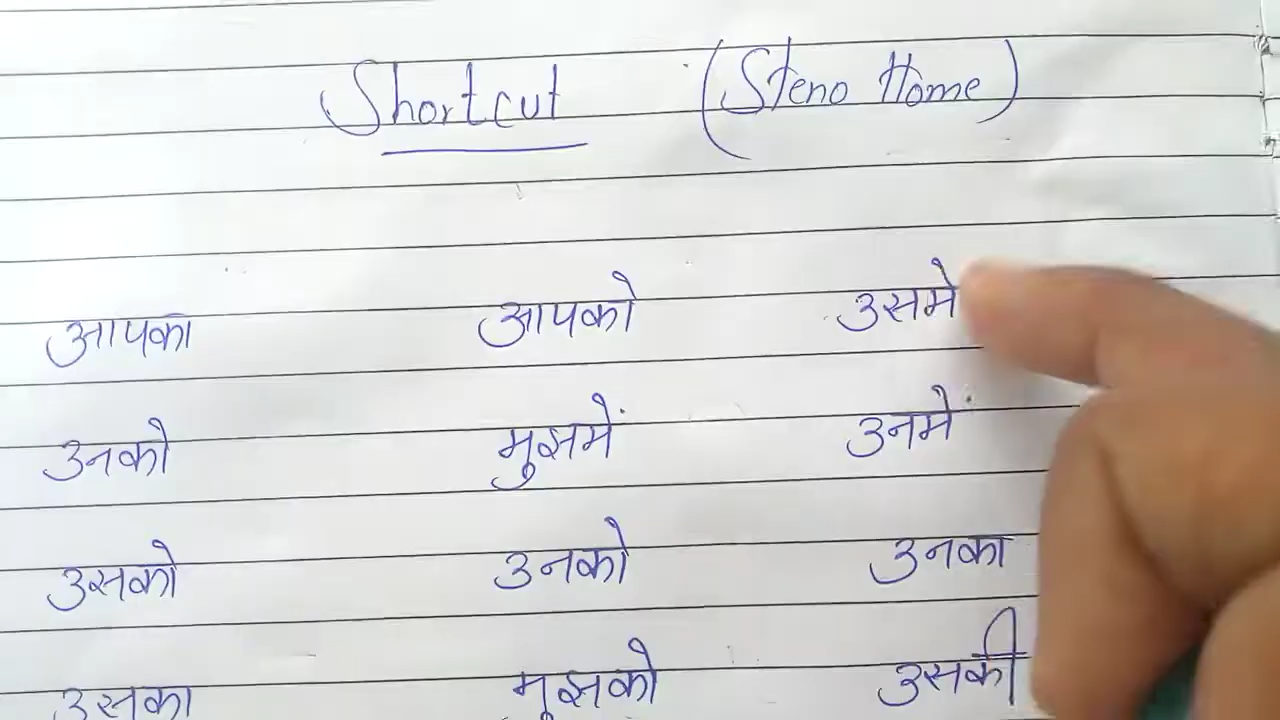 Shortcut (Steno Home)
आपका आपको उसमे
उनको मुझमें उनमें
उसको उनको उनका
उसका मुझको उसकी